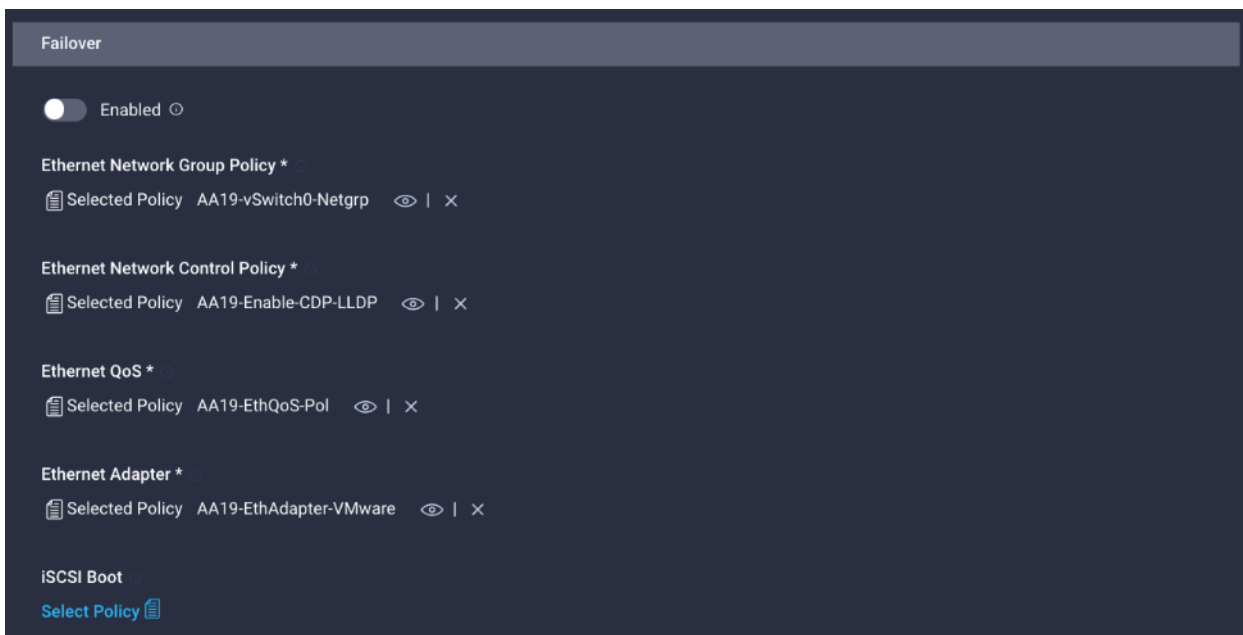 Failover
Enabled
Ethernet Network Group Policy *
Selected Policy AA19-vSwitch0-Netgrp |
Ethernet Network Control Policy *
Selected Policy AA19-Enable-CDP-LLDP |
Ethernet QoS *
Selected Policy AA19-EthQoS-Pol |
Ethernet Adapter *
Selected Policy AA19-EthAdapter-VMware |
iSCSI Boot
Select Policy